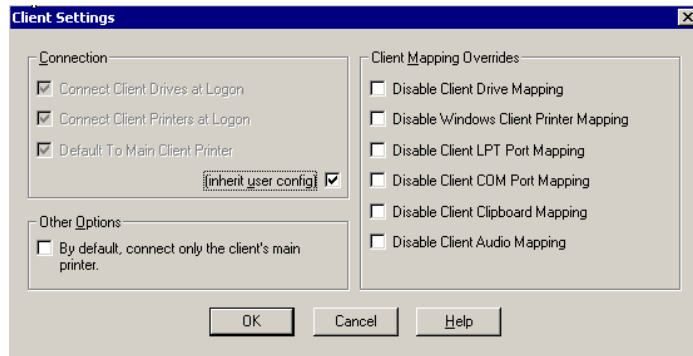 Client Settings
Connection
Connect Client Drives at Logon
Connect Client Printers at Logon
Default To Main Client Printer
(inherit user config)
Other Options
By default, connect only the client's main
printer.
Client Mapping Overrides
Disable Client Drive Mapping
Disable Windows Client Printer Mapping
Disable Client LPT Port Mapping
Disable Client COM Port Mapping
Disable Client Clipboard Mapping
Disable Client Audio Mapping
OK Cancel Help